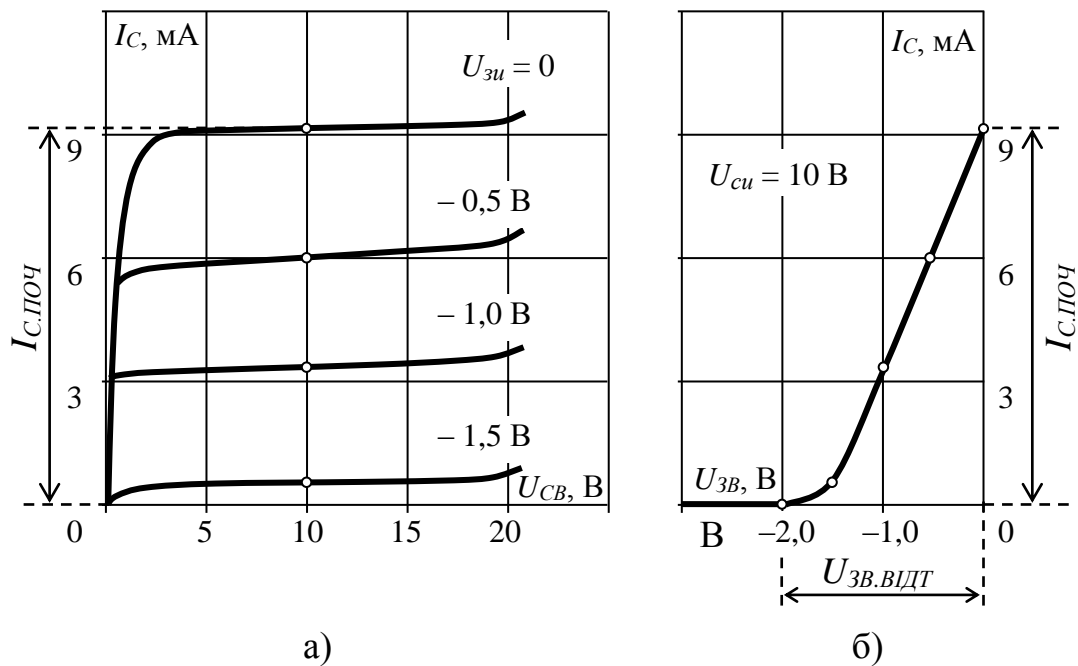 I_C, мА
U_зи = 0
9
– 0,5 В
6
– 1,0 В
3
– 1,5 В
U_СВ, В
0 5 10 15 20
I_С.ПОЧ
а)
I_C, мА
9
U_си = 10 В
6
3
U_ЗВ, В
В –2,0 –1,0 0
U_ЗВ.ВІДТ
I_С.ПОЧ
б)